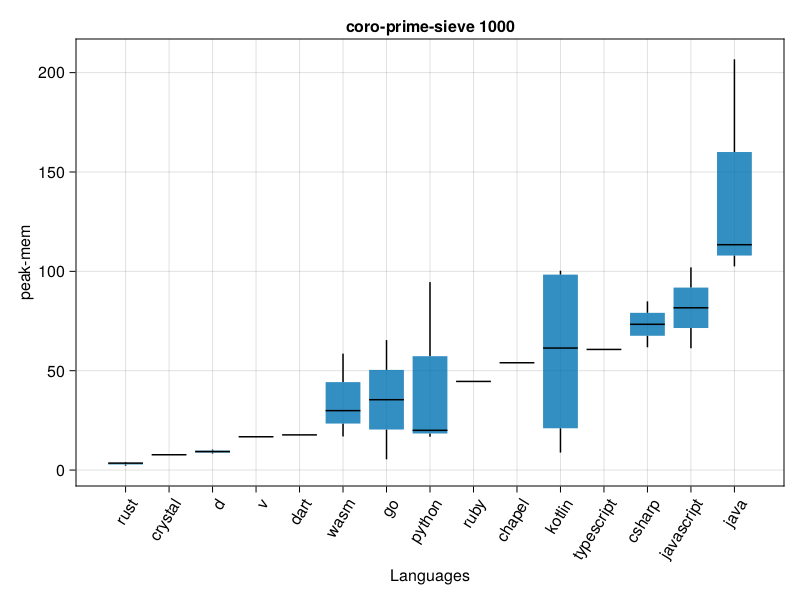 coro-prime-sieve 1000
peak-mem
200
150
100
50
0
rust
crystal
d
v
dart
wasm
go
python
ruby
chapel
kotlin
typescript
csharp
javascript
java
Languages